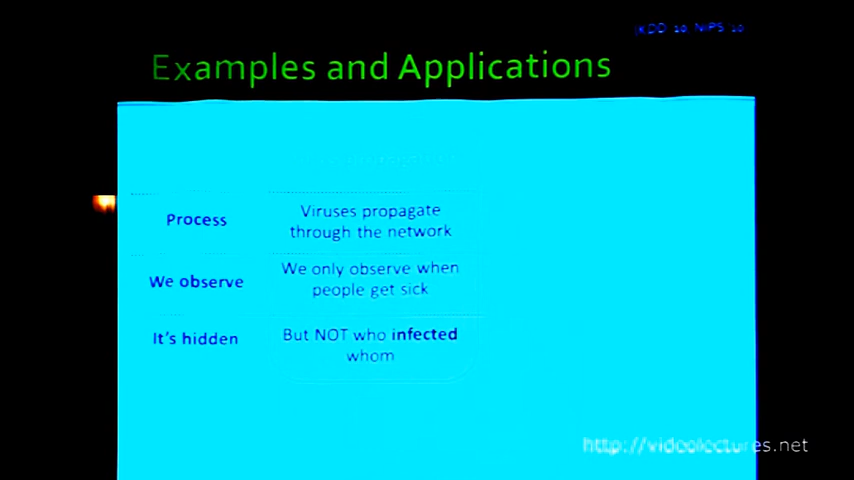 Examples and Applications
Process
Viruses propagate
through the network
We observe
We only observe when
people get sick
It's hidden
But NOT who infected
whom
http://videolectures.net